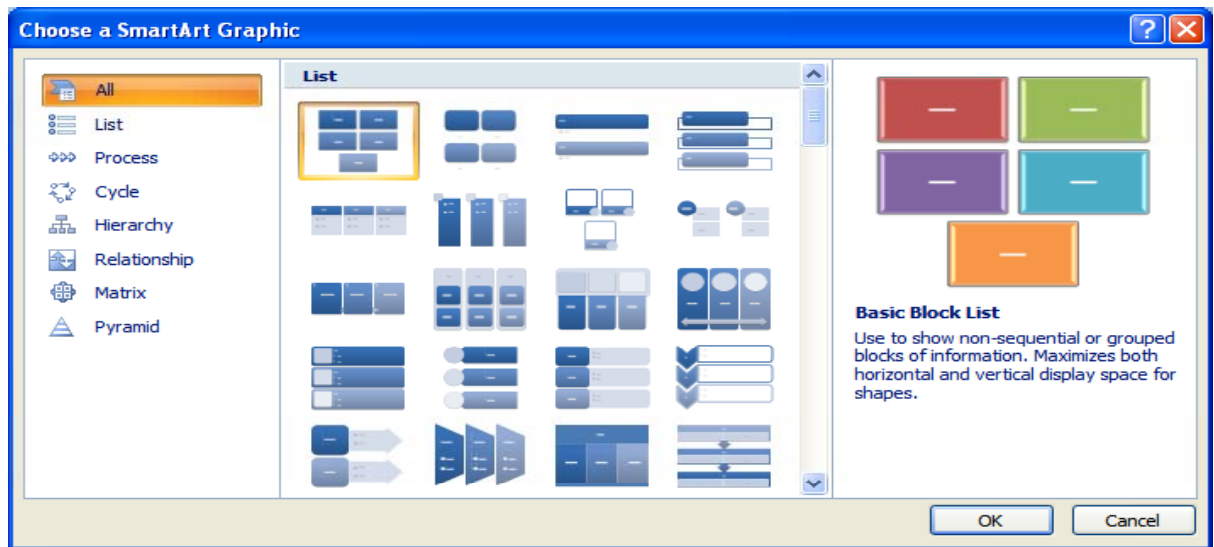 Choose a SmartArt Graphic
All
List
Process
Cycle
Hierarchy
Relationship
Matrix
Pyramid
List
Basic Block List
Use to show non-sequential or grouped
blocks of information. Maximizes both
horizontal and vertical display space for
shapes.
OK
Cancel